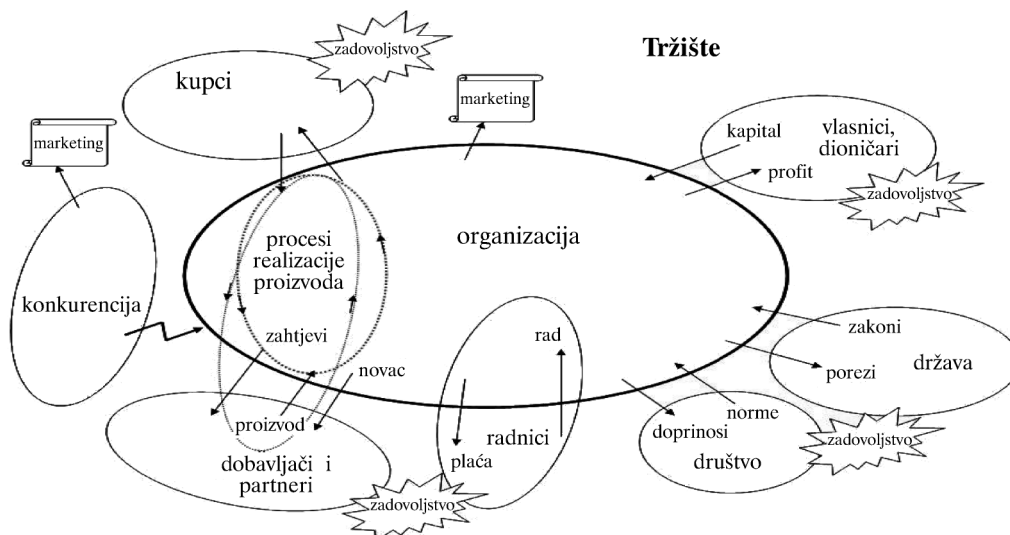 Tržište
zadovoljstvo
kupci
marketing
marketing
kapital
vlasnici,
dioničari
profit
zadovoljstvo
organizacija
procesi
realizacije
proizvoda
konkurencija
zahtjevi
rad
zakoni
država
porezi
novac
norme
proizvod
radnici
doprinosi
zadovoljstvo
dobavljači i
partneri
plaća
društvo
zadovoljstvo